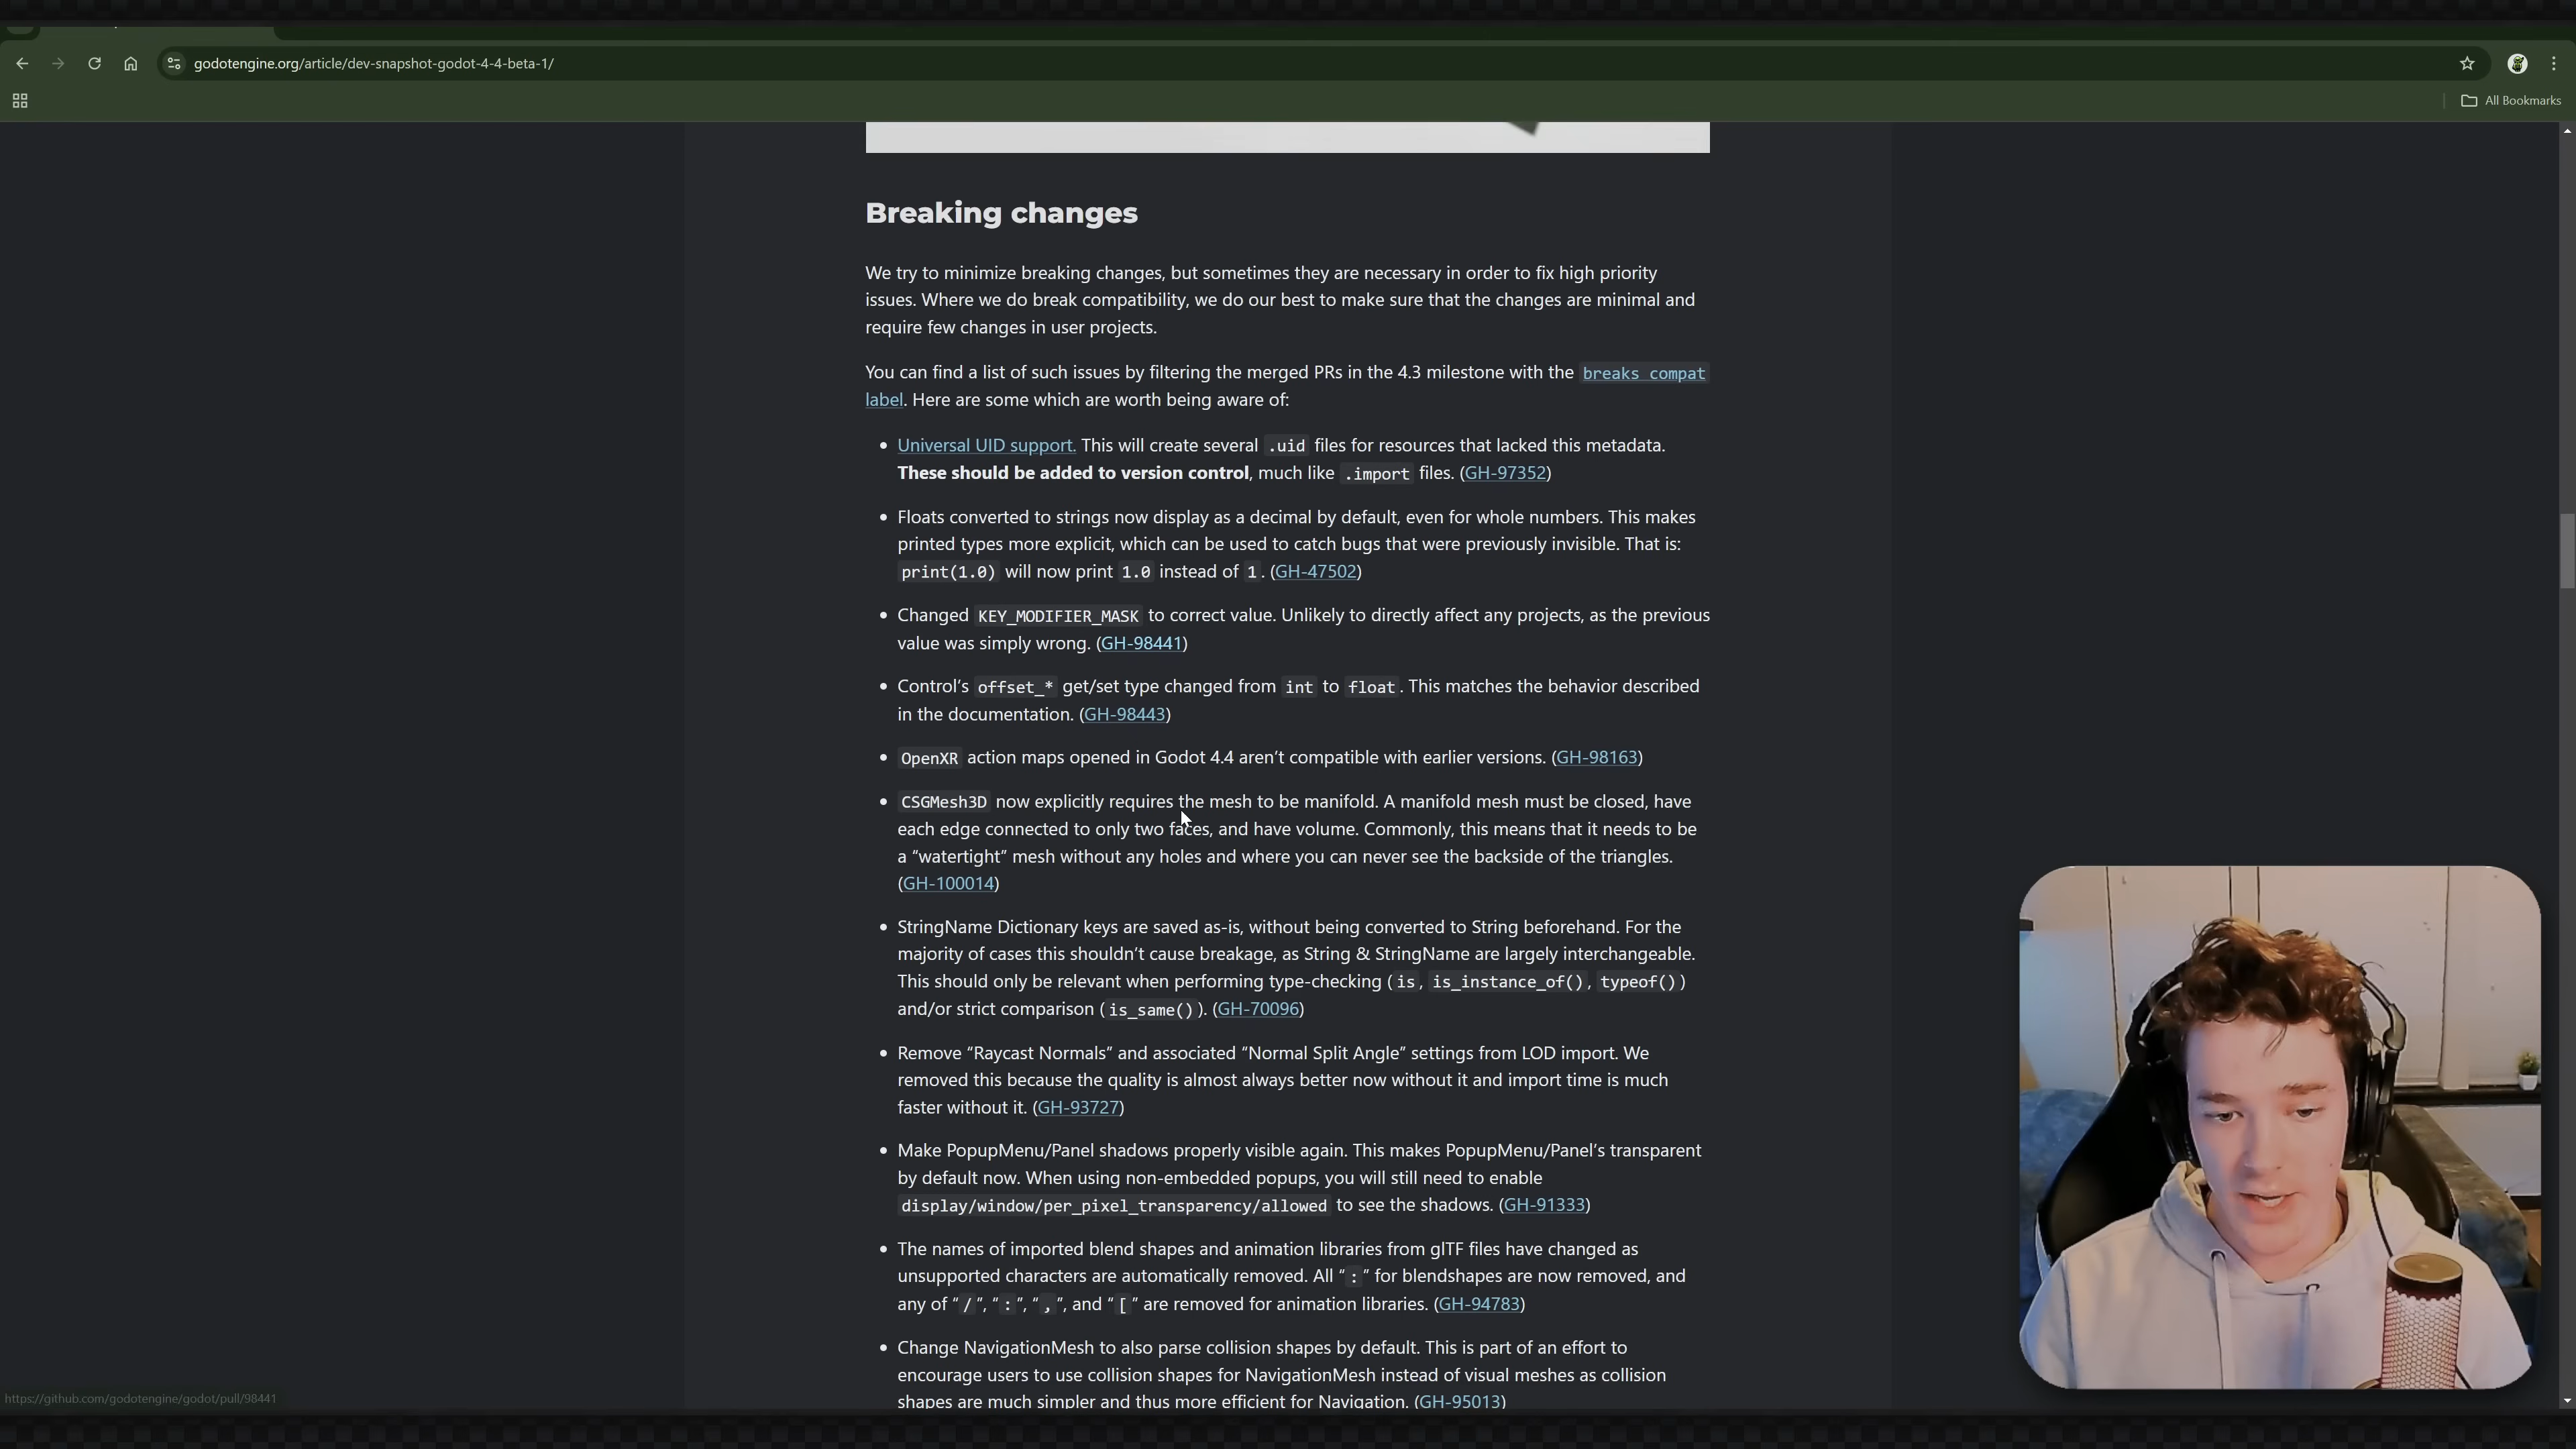 godotengine.org/article/dev-snapshot-godot-4-4-beta-1/
All Bookmarks
Breaking changes
We try to minimize breaking changes, but sometimes they are necessary in order to fix high priority
issues. Where we do break compatibility, we do our best to make sure that the changes are minimal and
require few changes in user projects.
You can find a list of such issues by filtering the merged PRs in the 4.3 milestone with the breaks compat
label. Here are some which are worth being aware of:
• Universal UID support. This will create several .uid files for resources that lacked this metadata.
These should be added to version control, much like .import files. (GH-97352)
• Floats converted to strings now display as a decimal by default, even for whole numbers. This makes
printed types more explicit, which can be used to catch bugs that were previously invisible. That is:
print(1.0) will now print 1.0 instead of 1. (GH-47502)
• Changed KEY_MODIFIER_MASK to correct value. Unlikely to directly affect any projects, as the previous
value was simply wrong. (GH-98441)
• Control’s offset_* get/set type changed from int to float. This matches the behavior described
in the documentation. (GH-98443)
• OpenXR action maps opened in Godot 4.4 aren’t compatible with earlier versions. (GH-98163)
• CSGMesh3D now explicitly requires the mesh to be manifold. A manifold mesh must be closed, have
each edge connected to only two faces, and have volume. Commonly, this means that it needs to be
a “watertight” mesh without any holes and where you can never see the backside of the triangles.
(GH-100014)
• StringName Dictionary keys are saved as-is, without being converted to String beforehand. For the
majority of cases this shouldn’t cause breakage, as String & StringName are largely interchangeable.
This should only be relevant when performing type-checking (is, is_instance_of(), typeof())
and/or strict comparison (is_same()). (GH-70096)
• Remove “Raycast Normals” and associated “Normal Split Angle” settings from LOD import. We
removed this because the quality is almost always better now without it and import time is much
faster without it. (GH-93727)
• Make PopupMenu/Panel shadows properly visible again. This makes PopupMenu/Panel’s transparent
by default now. When using non-embedded popups, you will still need to enable
display/window/per_pixel_transparency/allowed to see the shadows. (GH-91333)
• The names of imported blend shapes and animation libraries from glTF files have changed as
unsupported characters are automatically removed. All “:” for blendshapes are now removed, and
any of “/”, “:”, “,”, and “[” are removed for animation libraries. (GH-94783)
• Change NavigationMesh to also parse collision shapes by default. This is part of an effort to
encourage users to use collision shapes for NavigationMesh instead of visual meshes as collision
shapes are much simpler and thus more efficient for Navigation. (GH-95013)
https://github.com/godotengine/godot/pull/98441